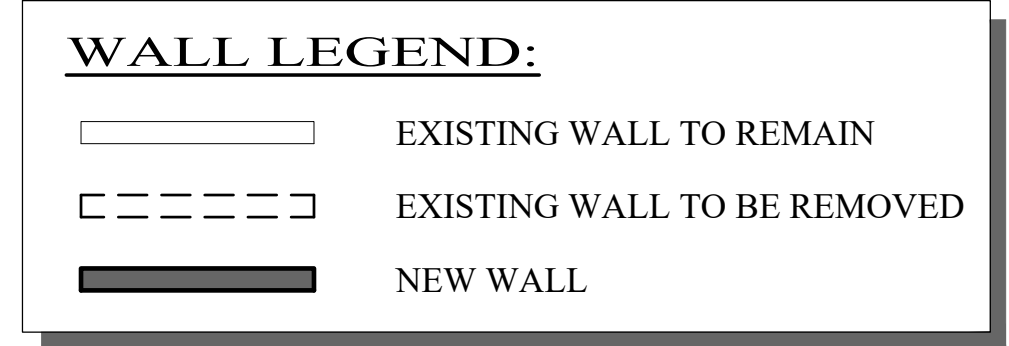 WALL LEGEND:
EXISTING WALL TO REMAIN
EXISTING WALL TO BE REMOVED
NEW WALL